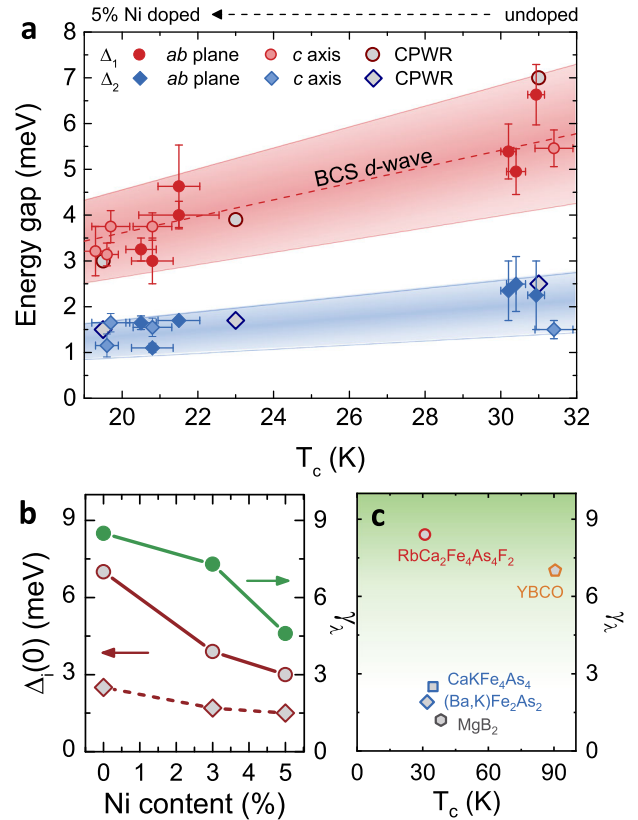 5% Ni doped undoped
a
Δ1 ab plane c axis CPWR
Δ2 ab plane c axis CPWR
BCS d-wave
Energy gap (meV)
8
7
6
5
4
3
2
1
0
20 22 24 26 28 30 32
Tc (K)
b
Δi(0) (meV)
9
6
3
0
9
6
3
0
γλ
0 1 2 3 4 5
Ni content (%)
c
RbCa2Fe4As4F2
YBCO
CaKFe4As4
(Ba,K)Fe2As2
MgB2
9
6
3
0
γλ
0 30 60 90
Tc (K)